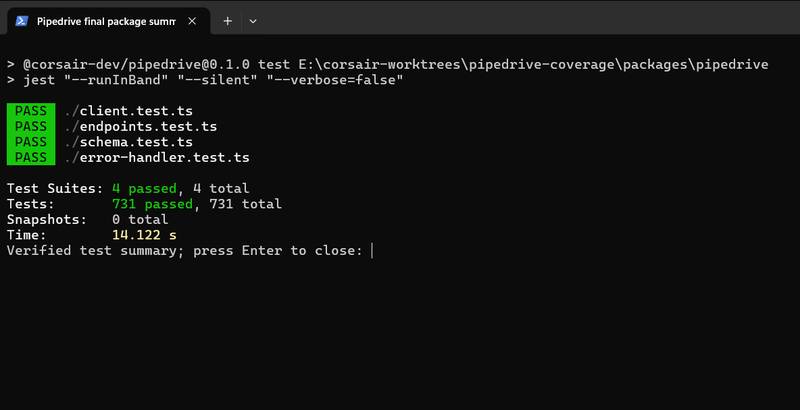 Pipedrive final package summ
> @corsair-dev/pipedrive@0.1.0 test E:\corsair-worktrees\pipedrive-coverage\packages\pipedrive
> jest "--runInBand" "--silent" "--verbose=false"
PASS ./client.test.ts
PASS ./endpoints.test.ts
PASS ./schema.test.ts
PASS ./error-handler.test.ts
Test Suites: 4 passed, 4 total
Tests: 731 passed, 731 total
Snapshots: 0 total
Time: 14.122 s
Verified test summary; press Enter to close: